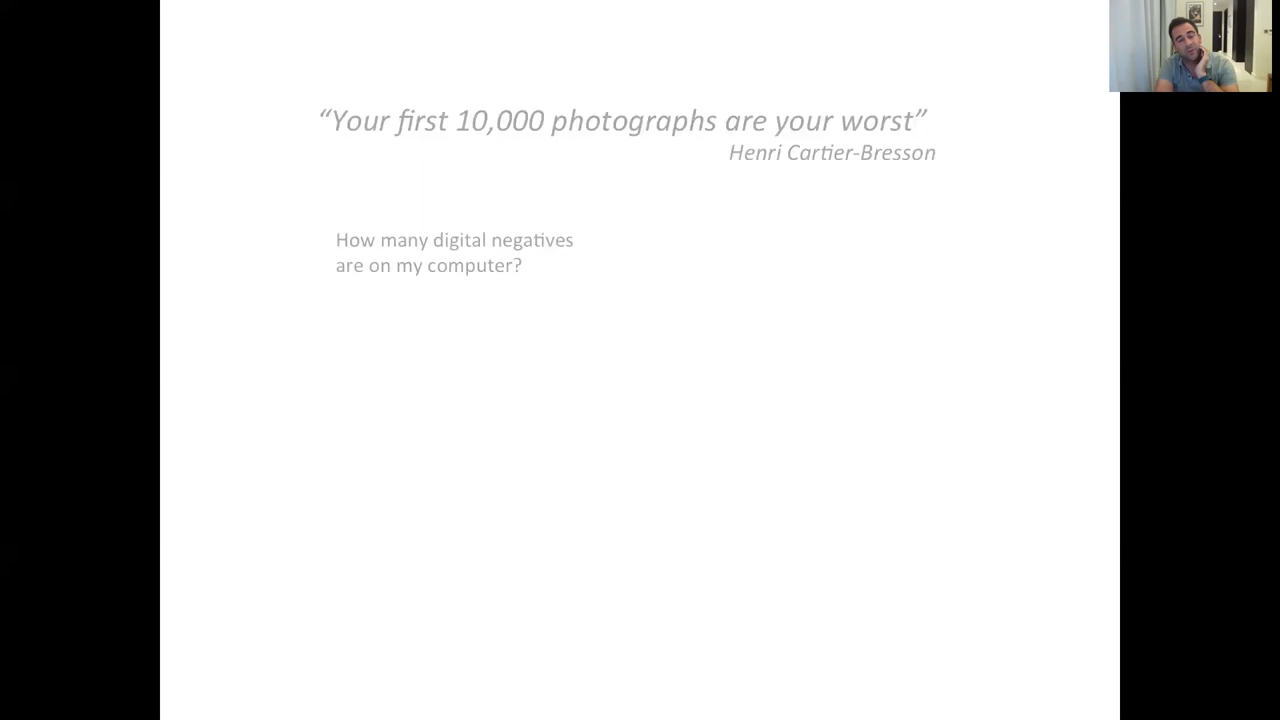 “Your first 10,000 photographs are your worst”
Henri Cartier-Bresson
How many digital negatives
are on my computer?